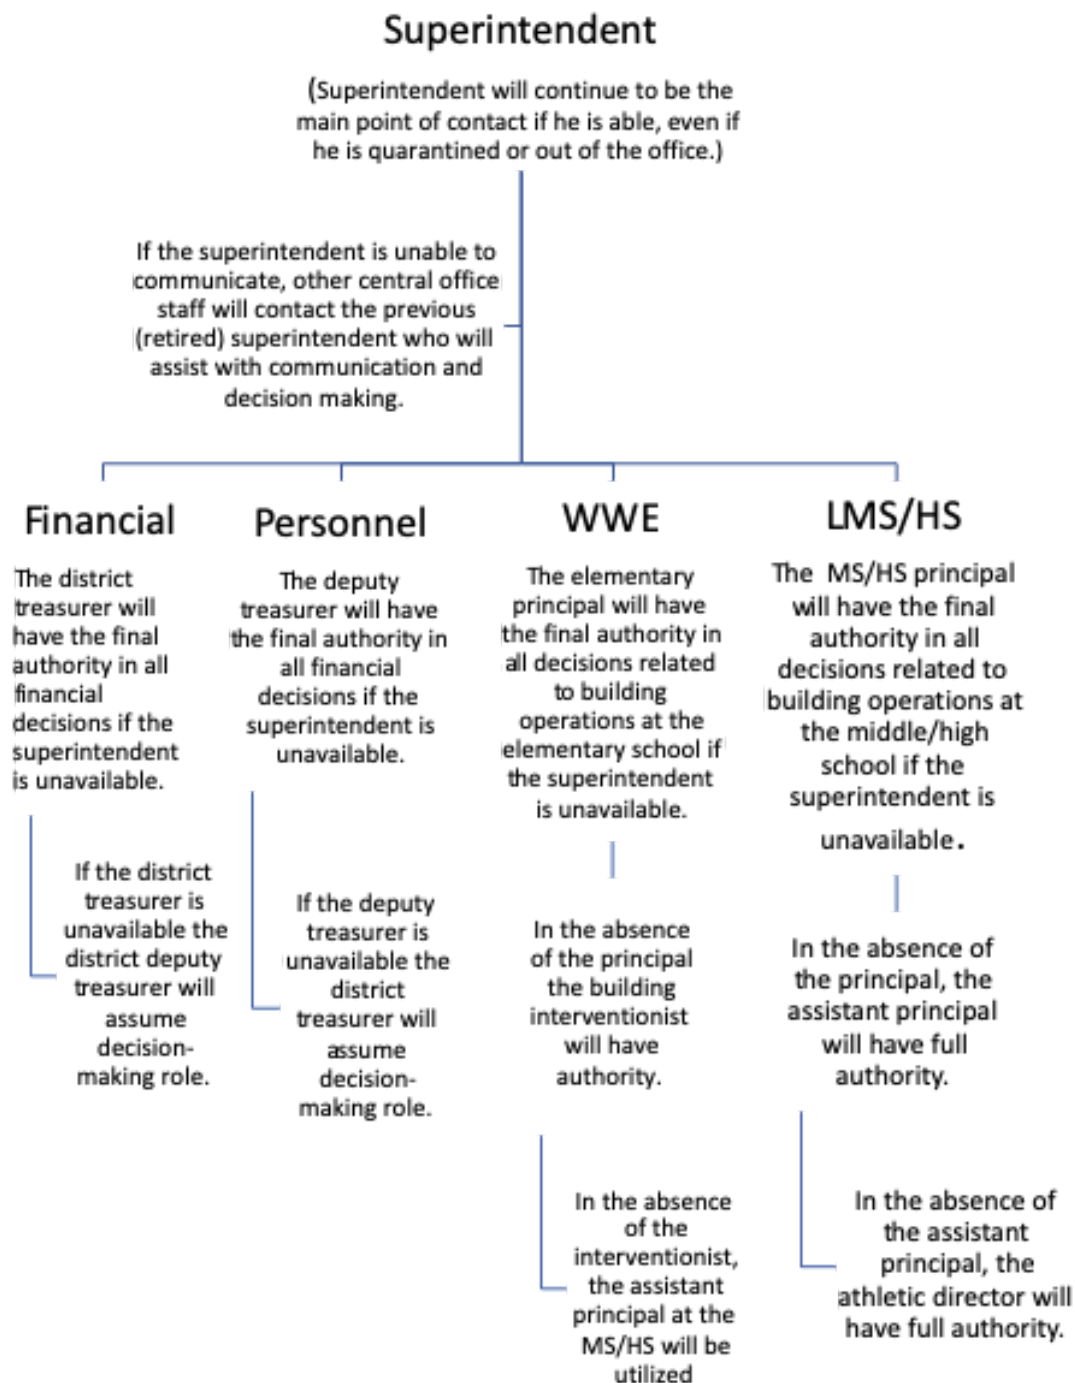 Superintendent
(Superintendent will continue to be the
main point of contact if he is able, even if
he is quarantined or out of the office.)
If the superintendent is unable to
communicate, other central office
staff will contact the previous
(retired) superintendent who will
assist with communication and
decision making.
Financial
The district
treasurer will
have the final
authority in all
financial
decisions if the
superintendent
is unavailable.
If the district
treasurer is
unavailable the
district deputy
treasurer will
assume
decision-
making role.
Personnel
The deputy
treasurer will have
the final authority in
all financial
decisions if the
superintendent is
unavailable.
If the deputy
treasurer is
unavailable the
district
treasurer will
assume
decision-
making role.
WWE
The elementary
principal will have
the final authority in
all decisions related
to building
operations at the
elementary school if
the superintendent
is unavailable.
In the absence
of the principal
the building
interventionist
will have
authority.
In the absence
of the
interventionist,
the assistant
principal at the
MS/HS will be
utilized
LMS/HS
The MS/HS principal
will have the final
authority in all
decisions related to
building operations at
the middle/high
school if the
superintendent is
unavailable.
In the absence of
the principal, the
assistant principal
will have full
authority.
In the absence of
the assistant
principal, the
athletic director will
have full authority.